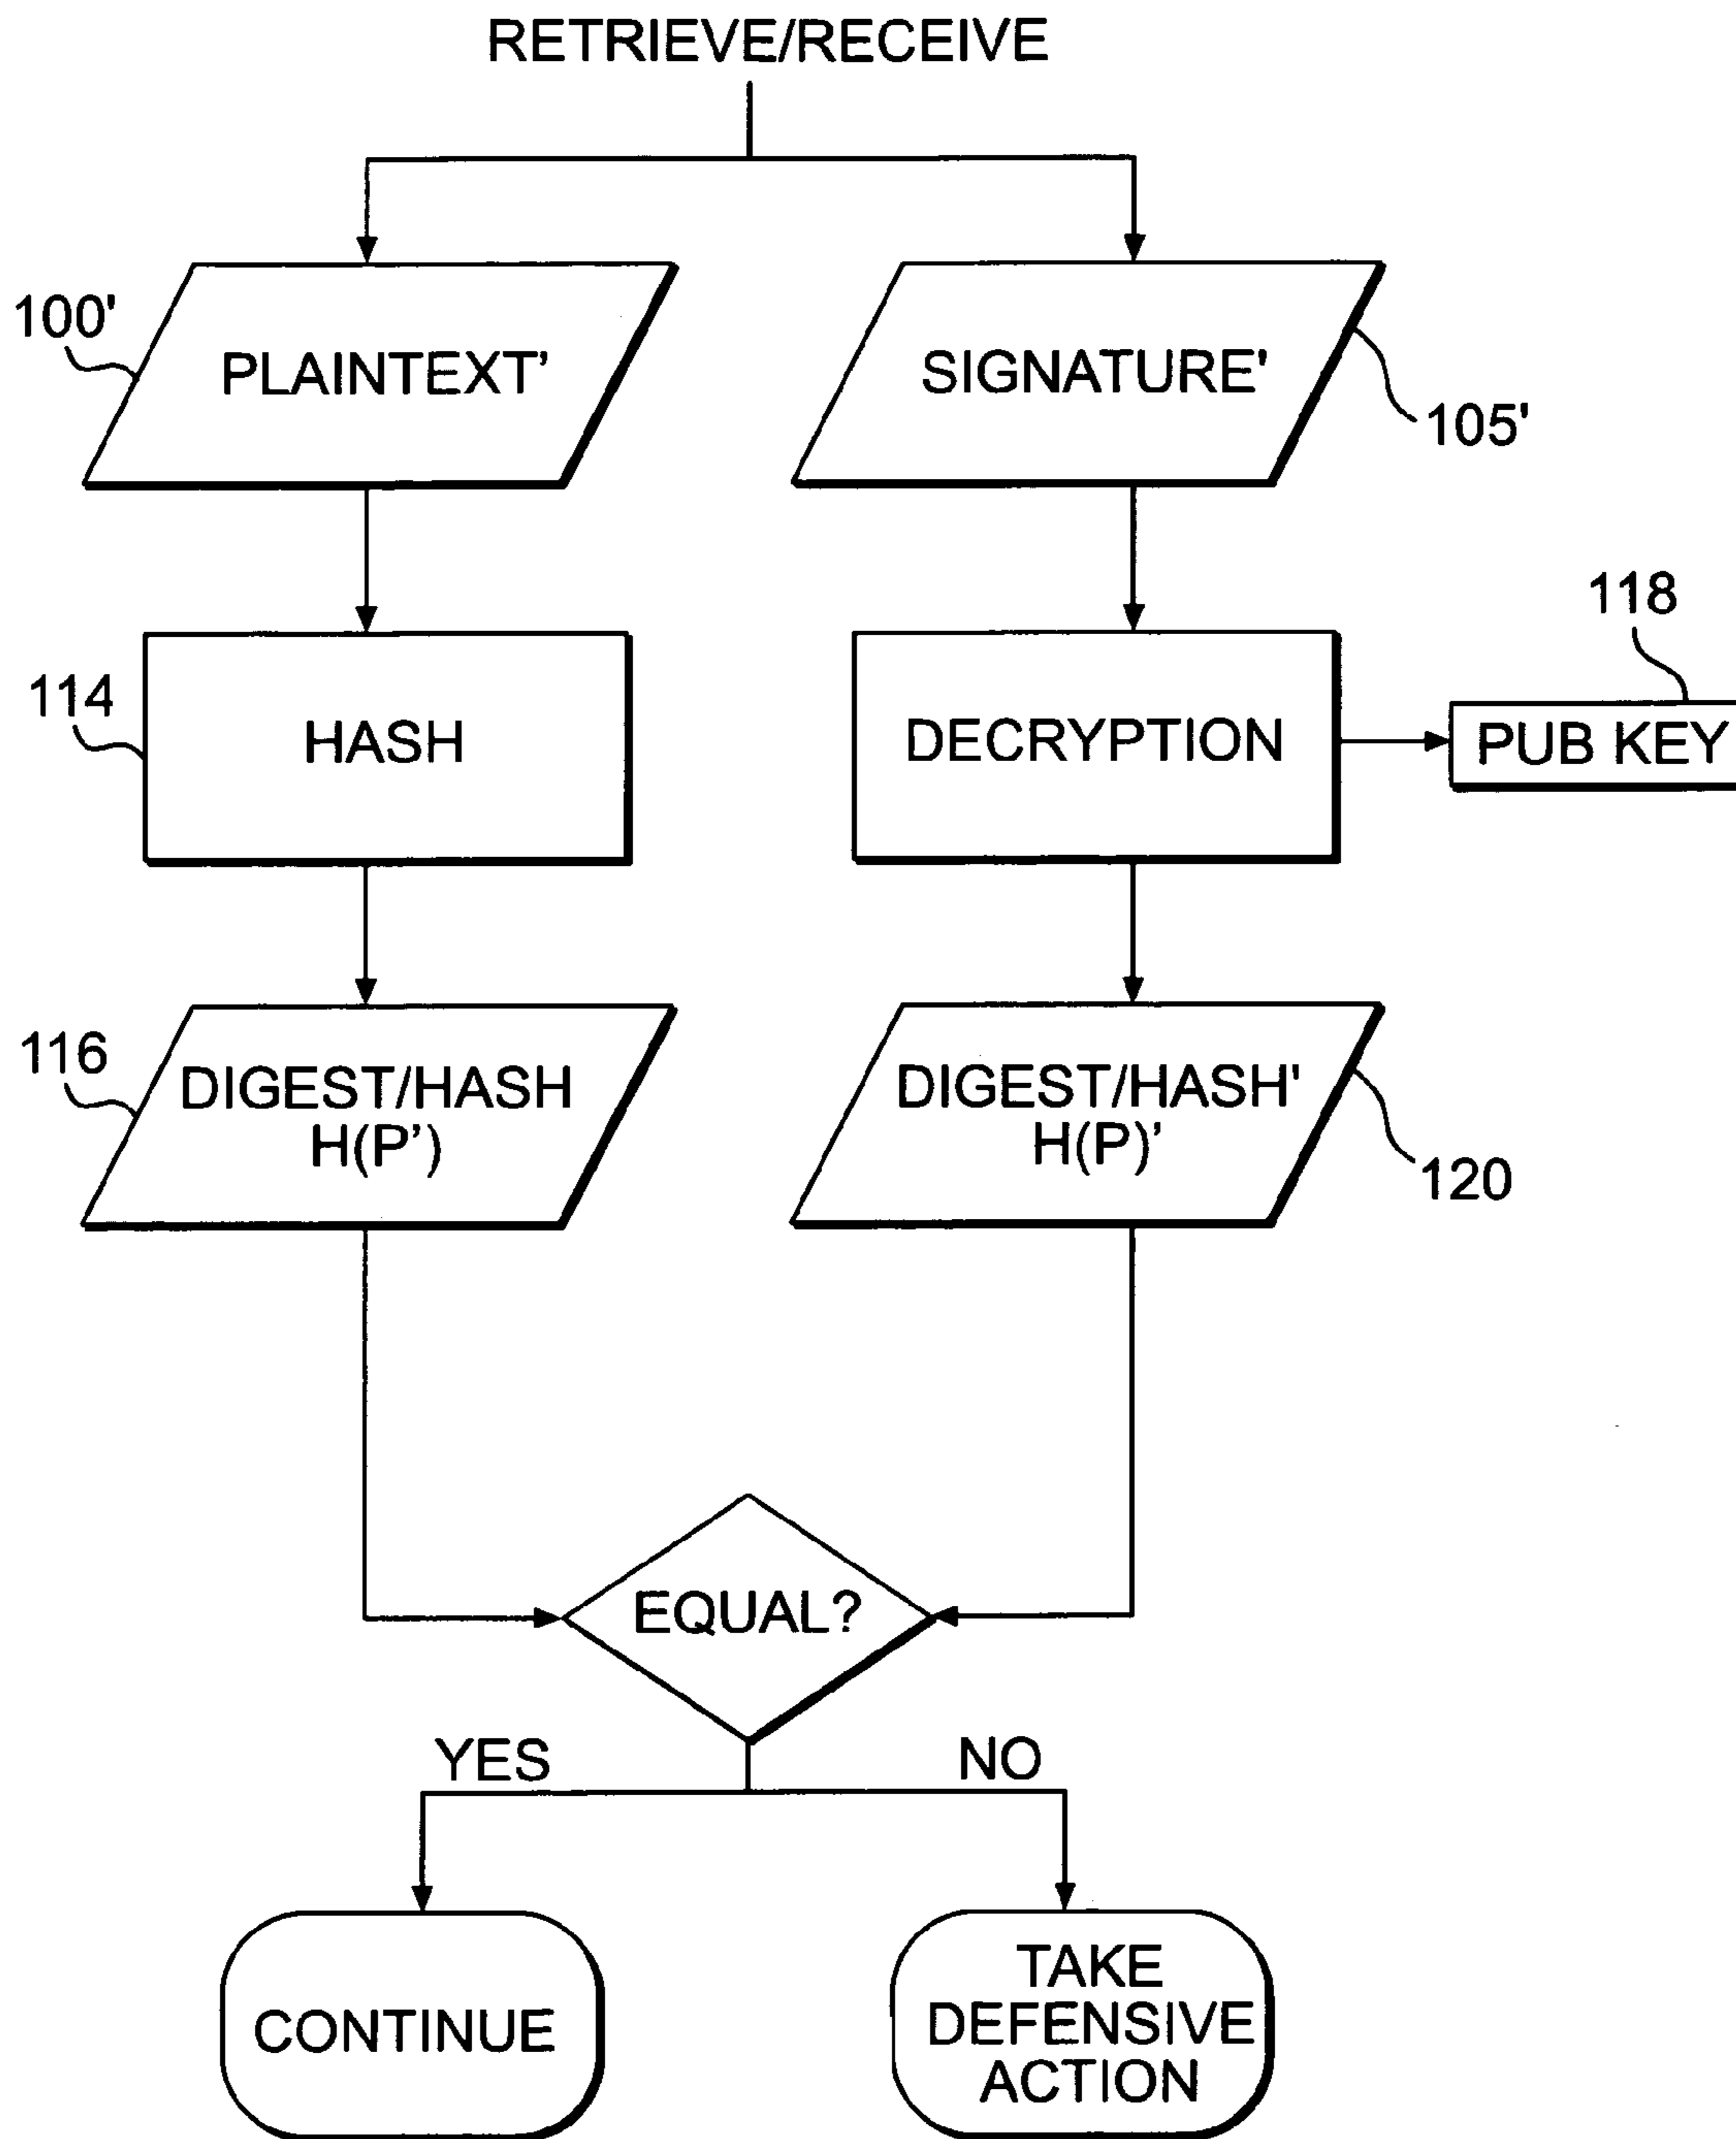 RETRIEVE/RECEIVE
100'
PLAINTEXT’
SIGNATURE'
105'
114
HASH
DECRYPTION
118
PUB KEY
116
DIGEST/HASH
H(P’)
DIGEST/HASH'
H(P)’
120
EQUAL?
YES
NO
CONTINUE
TAKE
DEFENSIVE
ACTION